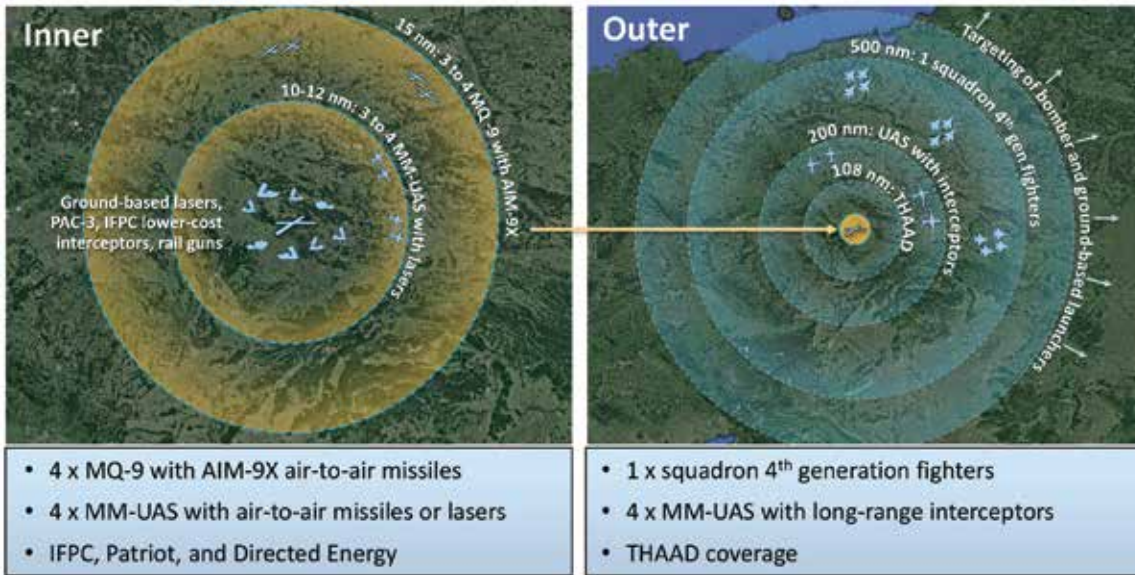 Inner
15 nm: 3 to 4 MQ-9 with AIM-9X
10-12 nm: 3 to 4 MM-UAS with lasers
Ground-based lasers,
PAC-3, IFPC lower-cost
interceptors, rail guns
• 4 x MQ-9 with AIM-9X air-to-air missiles
• 4 x MM-UAS with air-to-air missiles or lasers
• IFPC, Patriot, and Directed Energy
Outer
Targeting of bomber and ground-based launchers
500 nm: 1 squadron 4th gen fighters
200 nm: UAS with interceptors
108 nm: THAAD
• 1 x squadron 4th generation fighters
• 4 x MM-UAS with long-range interceptors
• THAAD coverage